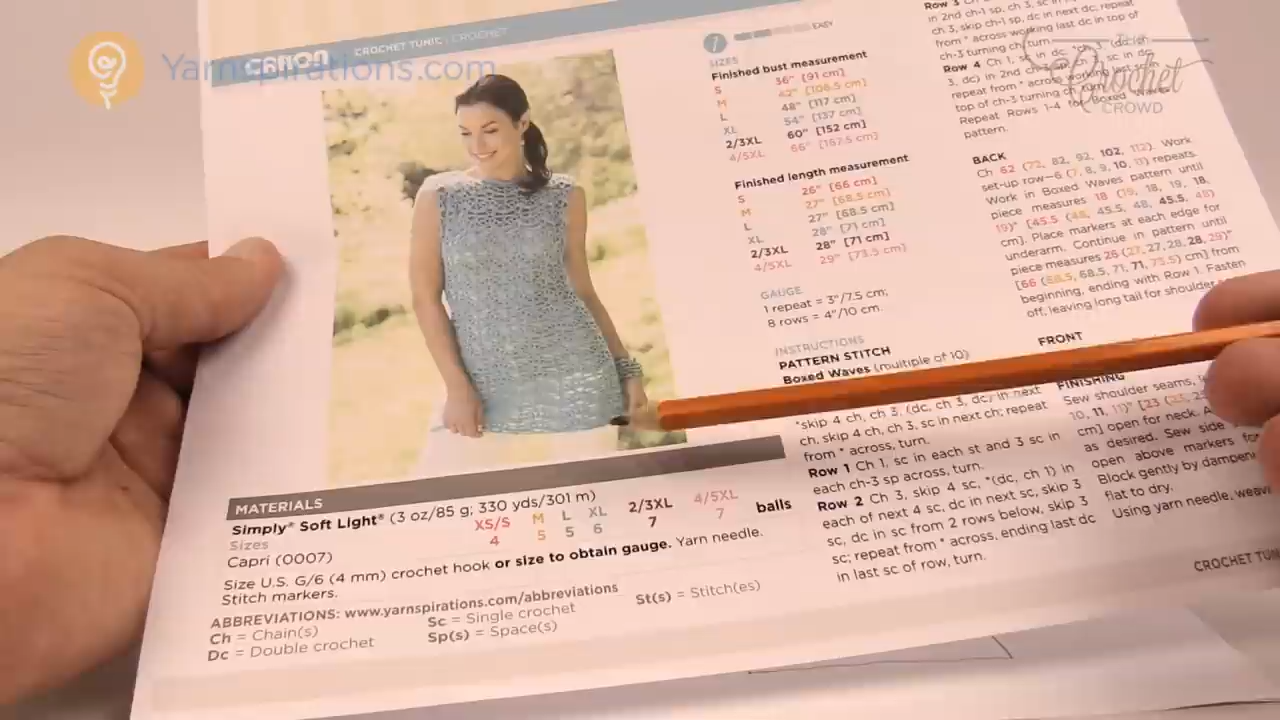 Yarnspirations.com
CARON
CROCHET TUNIC | CROCHET
EASY
SIZES
Finished bust measurement
S 36" [91 cm]
M 42" [106.5 cm]
L 48" [117 cm]
XL 54" [137 cm]
2/3XL 60" [152 cm]
4/5XL 66" [167.5 cm]
Finished length measurement
S 26" [66 cm]
M 27" [68.5 cm]
L 27" [68.5 cm]
XL 28" [71 cm]
2/3XL 28" [71 cm]
4/5XL 29" [73.5 cm]
GAUGE
1 repeat = 3"/7.5 cm;
8 rows = 4"/10 cm.
INSTRUCTIONS
PATTERN STITCH
Boxed Waves (multiple of 10)
*skip 4 ch, ch 3, (dc, ch 3, dc) in next
ch, skip 4 ch, ch 3, sc in next ch; repeat
from * across, turn.
Row 1 Ch 1, sc in each st and 3 sc in
each ch-3 sp across, turn.
Row 2 Ch 3, skip 4 sc, *(dc, ch 1) in
each of next 4 sc, dc in next sc, skip 3
sc, dc in sc from 2 rows below, skip 3
sc; repeat from * across, ending last dc
in last sc of row, turn.
Row 3
in 2nd ch-1 sp, ch 3, sc in
ch 3, skip ch-1 sp, dc in next dc, repeat
from * across working last dc in top of
ch-3 turning ch, turn.
Row 4 Ch 1, sc in dc, *ch 3, (dc, ch
3, dc) in 2nd ch-3 sp, ch 3, sc in dc,
repeat from * across working last sc in
top of ch-3 turning ch, turn.
Repeat Rows 1-4 for Boxed Waves
pattern.
The Crochet
CROWD
BACK
Ch 62 (72, 82, 92, 102, 112). Work
set-up row—6 (7, 8, 9, 10, 11) repeats.
Work in Boxed Waves pattern until
piece measures 18 (19, 18, 19, 18,
19)" [45.5 (48, 45.5, 48, 45.5, 48)
cm]. Place markers at each edge for
underarm. Continue in pattern until
piece measures 26 (27, 27, 28, 28, 29)"
[66 (68.5, 68.5, 71, 71, 73.5) cm] from
beginning, ending with Row 1. Fasten
off, leaving long tail for shoulder
FRONT
FINISHING
Sew shoulder seams,
10, 11, 11)" [23
cm] open for neck.
as desired. Sew side
open above markers for
Block gently by dampen
flat to dry.
Using yarn needle, weav
CROCHET TUN
MATERIALS
Simply® Soft Light® (3 oz/85 g; 330 yds/301 m)
Sizes XS/S M L XL 2/3XL 4/5XL
Capri (0007) 4 5 5 6 7 7 balls
Size U.S. G/6 (4 mm) crochet hook or size to obtain gauge. Yarn needle.
Stitch markers.
ABBREVIATIONS: www.yarnspirations.com/abbreviations
Ch = Chain(s) Sc = Single crochet St(s) = Stitch(es)
Dc = Double crochet Sp(s) = Space(s)